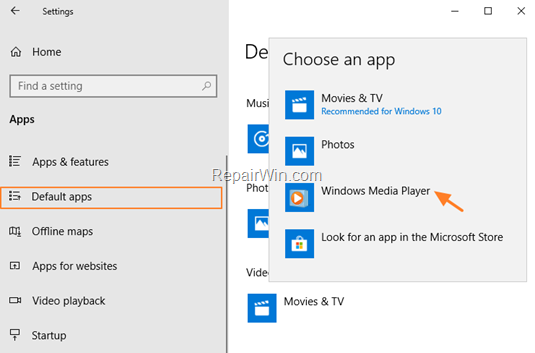 Settings
Home
Find a setting
Apps
Apps & features
Default apps
Offline maps
Apps for websites
Video playback
Startup
De
Musi
Phot
Video
Movies & TV
Choose an app
Movies & TV
Recommended for Windows 10
Photos
Windows Media Player
Look for an app in the Microsoft Store
RepairWin.com